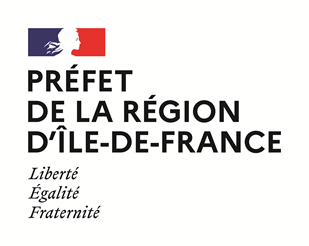 PRÉFET
DE LA RÉGION
D'ÎLE-DE-FRANCE
Liberté
Égalité
Fraternité